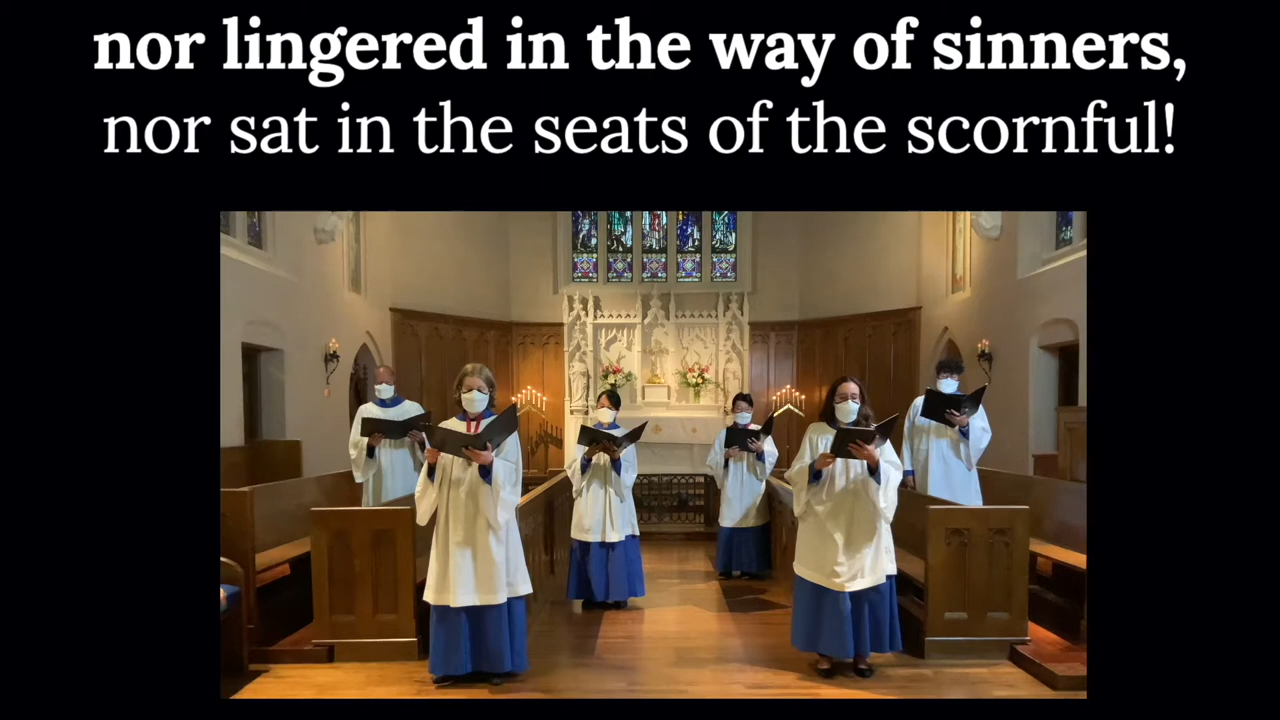 nor lingered in the way of sinners,
nor sat in the seats of the scornful!